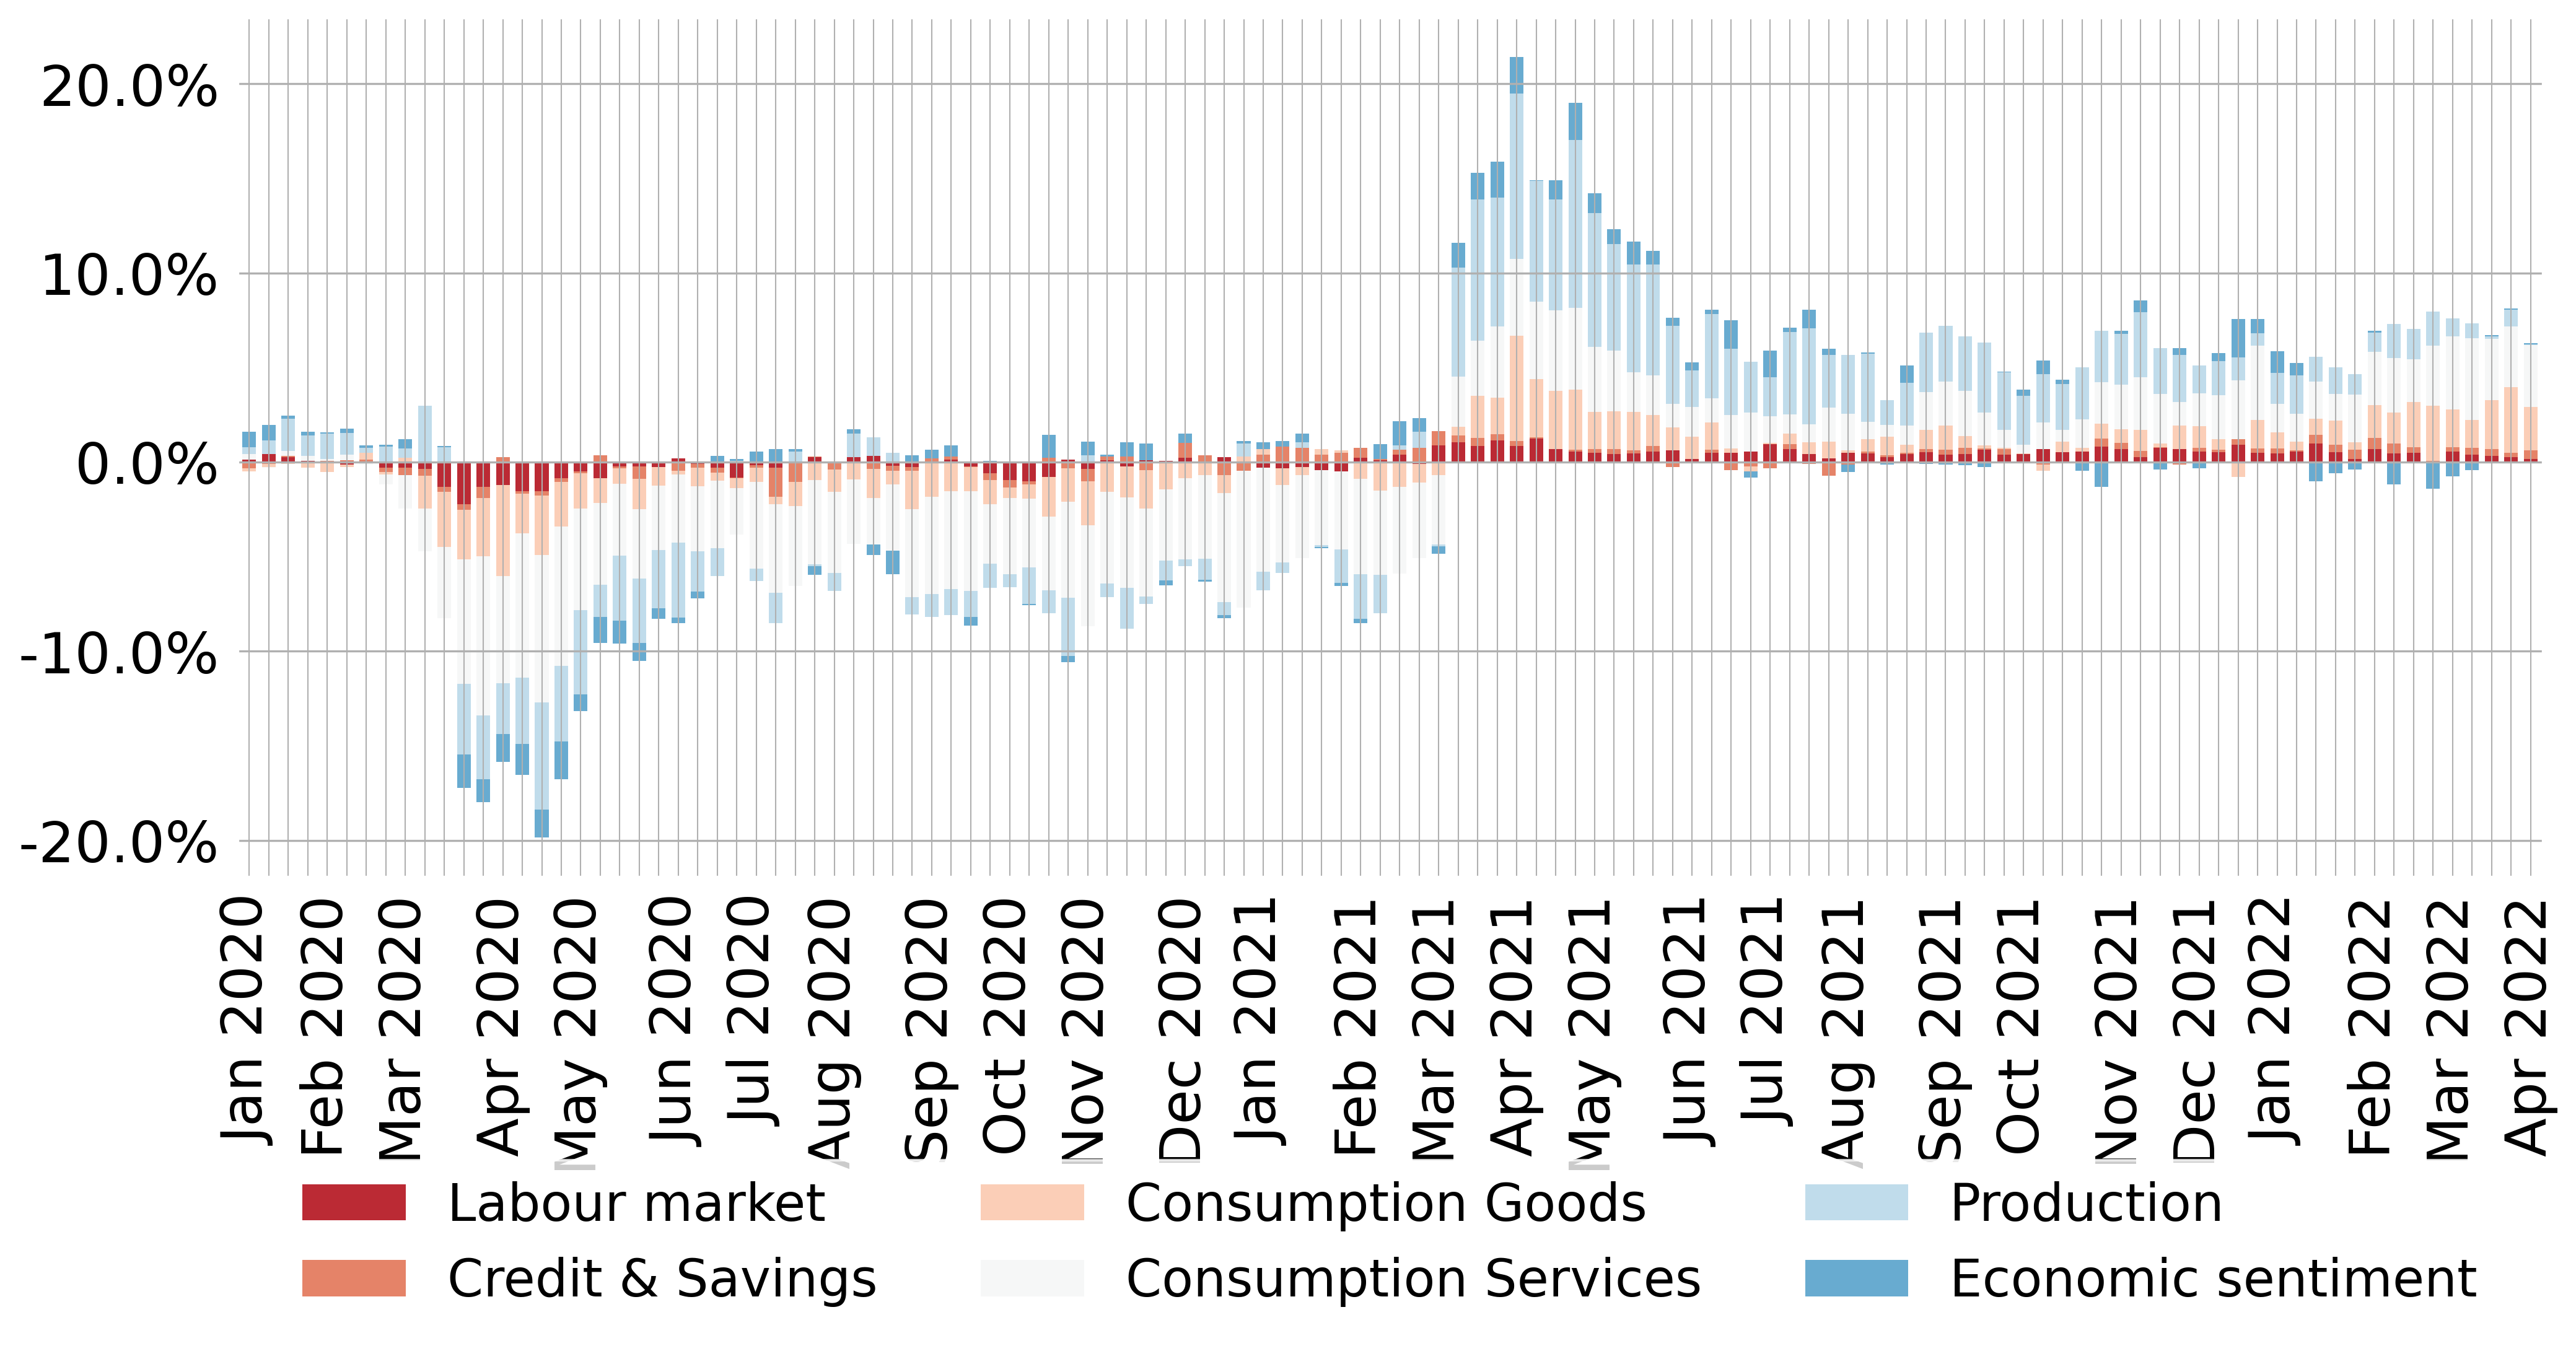 20.0%
10.0%
0.0%
-10.0%
-20.0%
Jan 2020
Feb 2020
Mar 2020
Apr 2020
May 2020
Jun 2020
Jul 2020
Aug 2020
Sep 2020
Oct 2020
Nov 2020
Dec 2020
Jan 2021
Feb 2021
Mar 2021
Apr 2021
May 2021
Jun 2021
Jul 2021
Aug 2021
Sep 2021
Oct 2021
Nov 2021
Dec 2021
Jan 2022
Feb 2022
Mar 2022
Apr 2022
Labour market
Credit & Savings
Consumption Goods
Consumption Services
Production
Economic sentiment